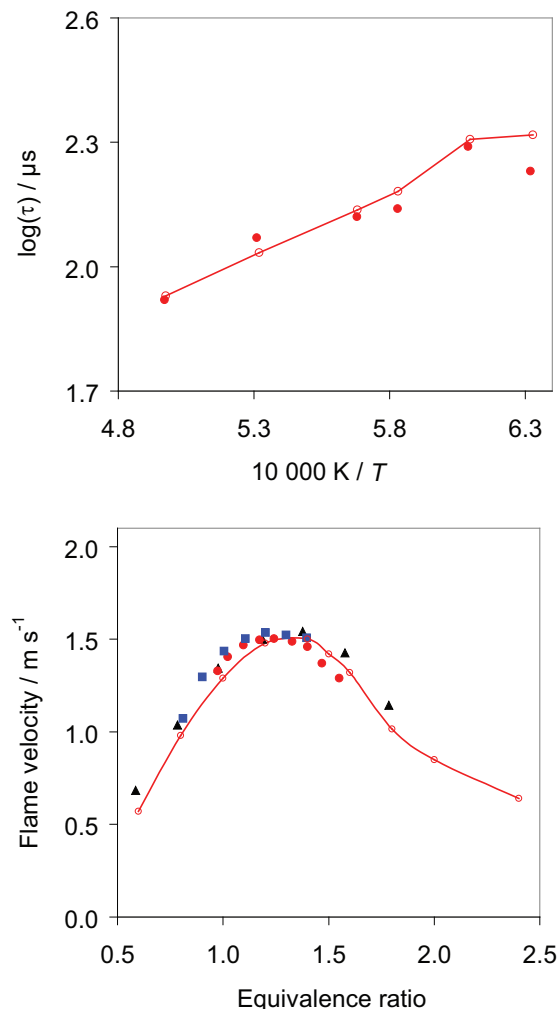 2.6
2.3
2.0
1.7
log(τ) / μs
4.8 5.3 5.8 6.3
10 000 K / T
2.0
1.5
1.0
0.5
0.0
Flame velocity / m s⁻¹
0.5 1.0 1.5 2.0 2.5
Equivalence ratio